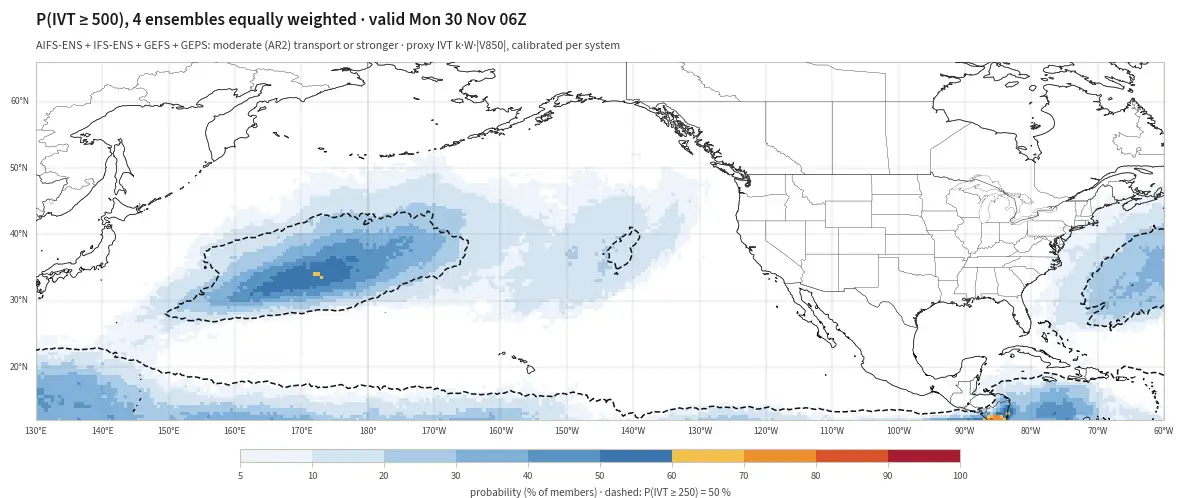 P(IVT ≥ 500), 4 ensembles equally weighted · valid Mon 30 Nov 06Z
AIFS-ENS + IFS-ENS + GEFS + GEPS: moderate (AR2) transport or stronger · proxy IVT k·W·|V850|, calibrated per system
60°N
50°N
40°N
30°N
20°N
130°E 140°E 150°E 160°E 170°E 180° 170°W 160°W 150°W 140°W 130°W 120°W 110°W 100°W 90°W 80°W 70°W 60°W
5 10 20 30 40 50 60 70 80 90 100
probability (% of members) · dashed: P(IVT ≥ 250) = 50 %